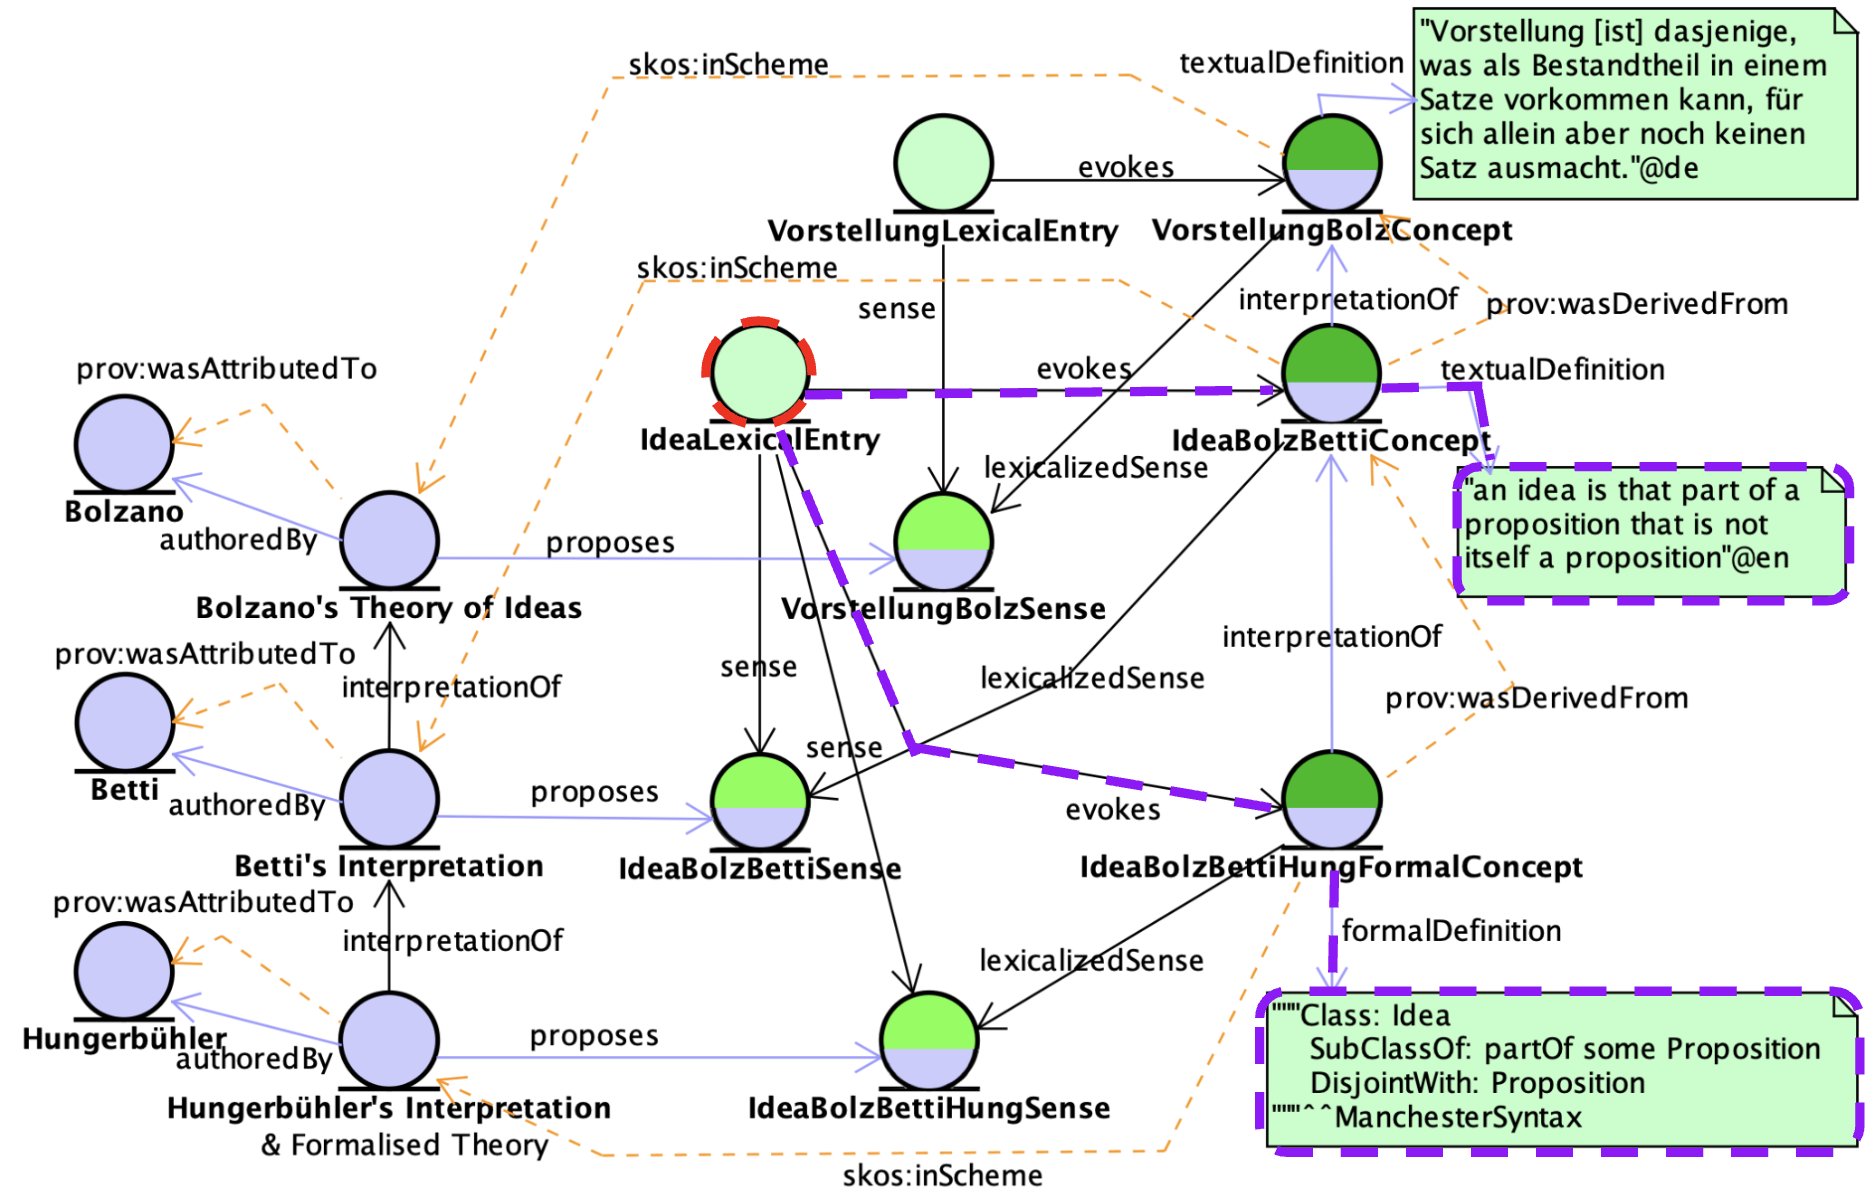 skos:inScheme
textualDefinition
"Vorstellung [ist] dasjenige,
was als Bestandtheil in einem
Satze vorkommen kann, für
sich allein aber noch keinen
Satz ausmacht."@de
evokes
VorstellungLexicalEntry
VorstellungBolzConcept
skos:inScheme
sense
interpretationOf
prov:wasDerivedFrom
prov:wasAttributedTo
evokes
textualDefinition
IdeaLexicalEntry
IdeaBolzBettiConcept
lexicalizedSense
"an idea is that part of a
proposition that is not
itself a proposition"@en
Bolzano
authoredBy
proposes
Bolzano's Theory of Ideas
VorstellungBolzSense
interpretationOf
prov:wasAttributedTo
sense
interpretationOf
lexicalizedSense
prov:wasDerivedFrom
sense
Betti
authoredBy
proposes
evokes
Betti's Interpretation
IdeaBolzBettiSense
IdeaBolzBettiHungFormalConcept
prov:wasAttributedTo
interpretationOf
formalDefinition
lexicalizedSense
Hungerbühler
authoredBy
proposes
"""Class: Idea
SubClassOf: partOf some Proposition
DisjointWith: Proposition
"""^^ManchesterSyntax
Hungerbühler's Interpretation
& Formalised Theory
IdeaBolzBettiHungSense
skos:inScheme